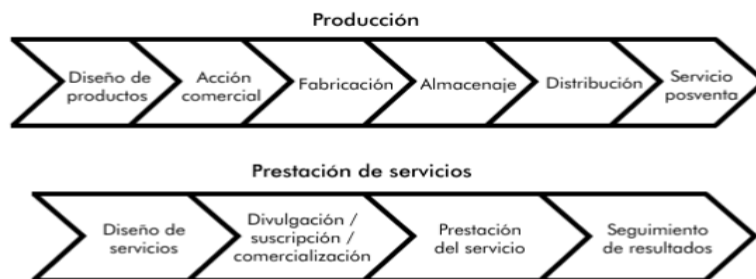 Producción
Diseño de
productos
Acción
comercial
Fabricación
Almacenaje
Distribución
Servicio
posventa
Prestación de servicios
Diseño de
servicios
Divulgación /
suscripción /
comercialización
Prestación
del servicio
Seguimiento
de resultados